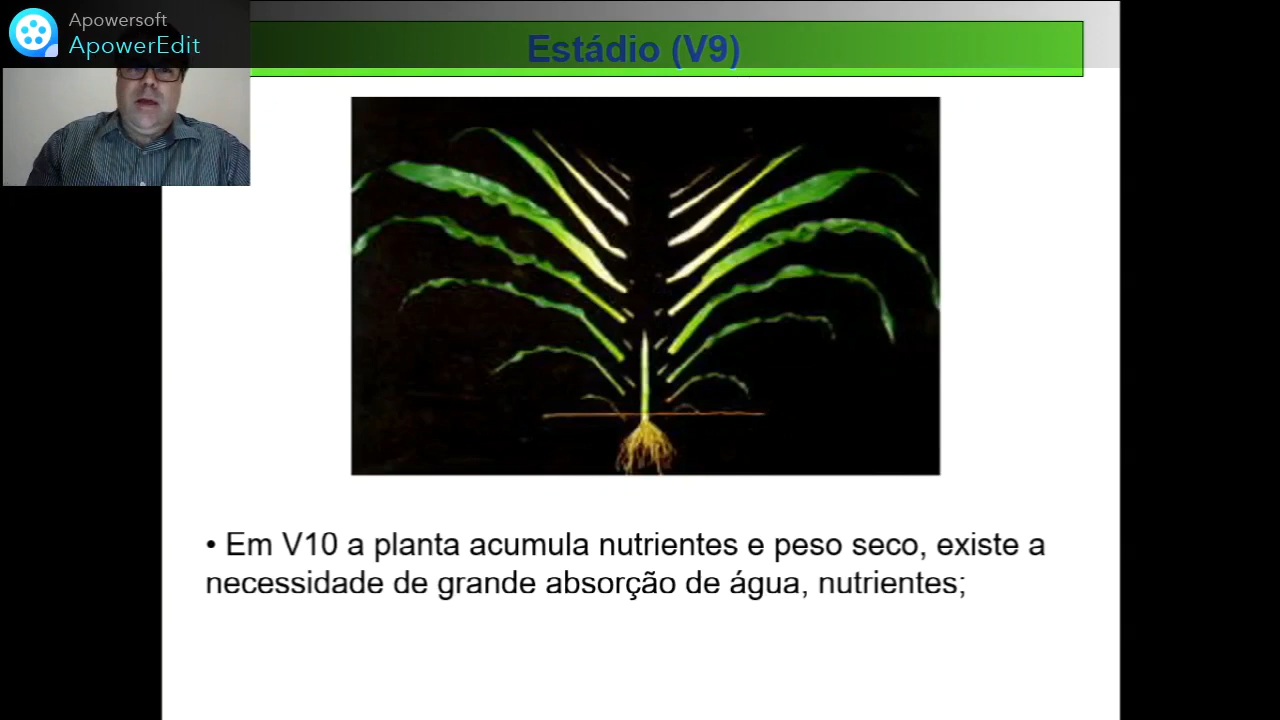 Apowersoft
ApowerEdit
Estádio (V9)
• Em V10 a planta acumula nutrientes e peso seco, existe a
necessidade de grande absorção de água, nutrientes;